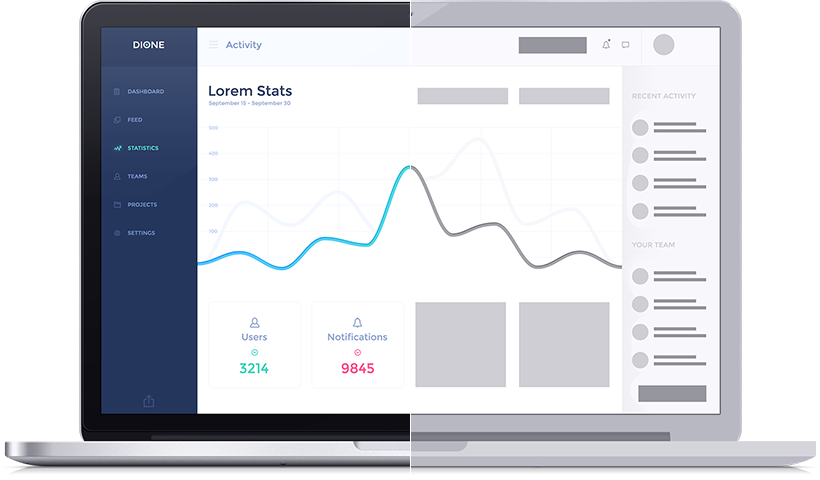 DIONE
Activity
DASHBOARD
FEED
STATISTICS
TEAMS
PROJECTS
SETTINGS
Lorem Stats
September 15 - September 30
500
400
300
200
100
Users
3214
Notifications
9845
RECENT ACTIVITY
YOUR TEAM